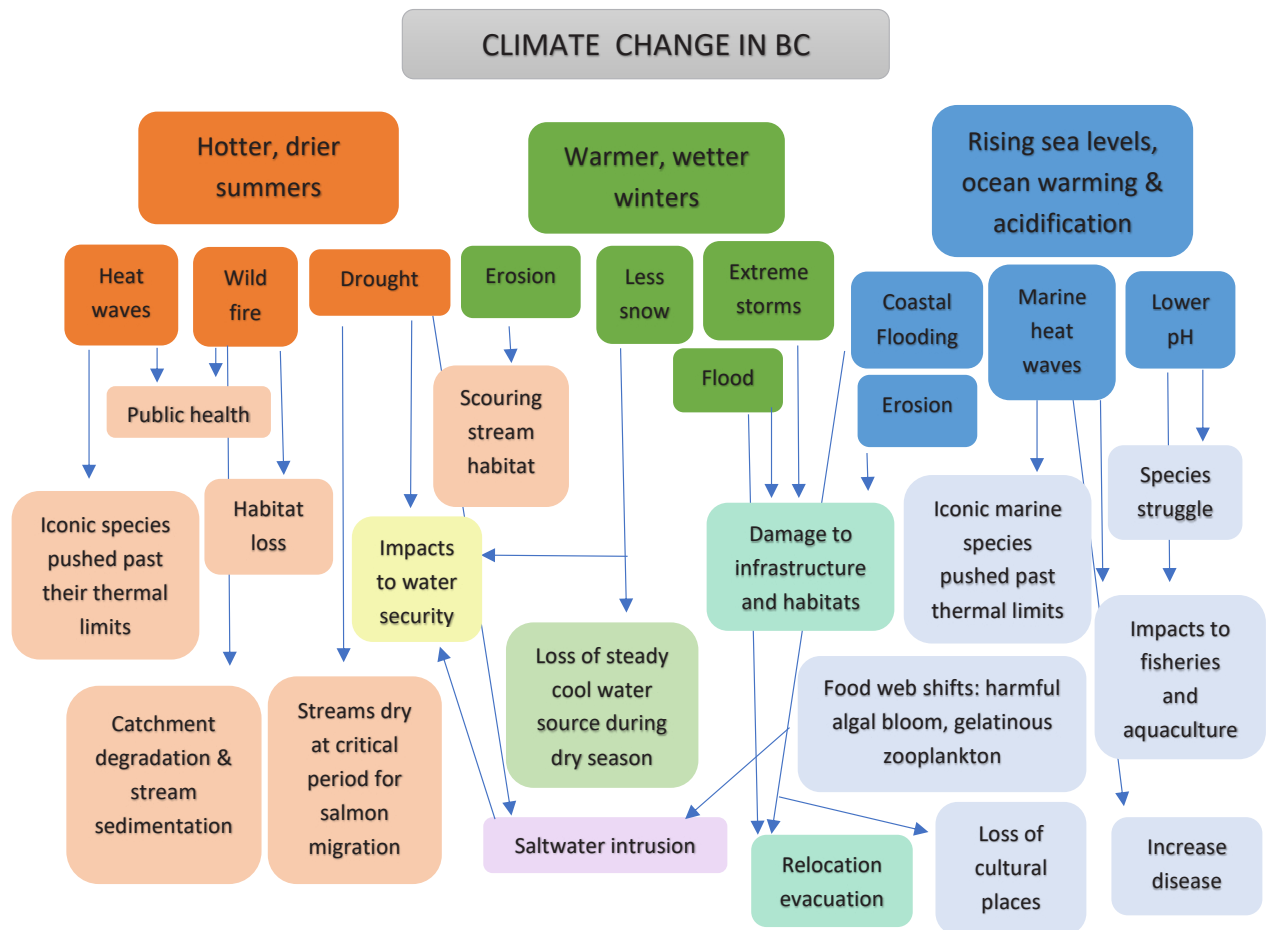 CLIMATE CHANGE IN BC
Hotter, drier
summers
Warmer, wetter
winters
Rising sea levels,
ocean warming &
acidification
Heat
waves
Wild
fire
Drought
Erosion
Less
snow
Extreme
storms
Flood
Coastal
Flooding
Erosion
Marine
heat
waves
Lower
pH
Public health
Scouring
stream
habitat
Iconic species
pushed past
their thermal
limits
Habitat
loss
Impacts
to water
security
Damage to
infrastructure
and habitats
Iconic marine
species
pushed past
thermal limits
Species
struggle
Catchment
degradation &
stream
sedimentation
Streams dry
at critical
period for
salmon
migration
Loss of steady
cool water
source during
dry season
Food web shifts: harmful
algal bloom, gelatinous
zooplankton
Impacts to
fisheries
and
aquaculture
Saltwater intrusion
Relocation
evacuation
Loss of
cultural
places
Increase
disease